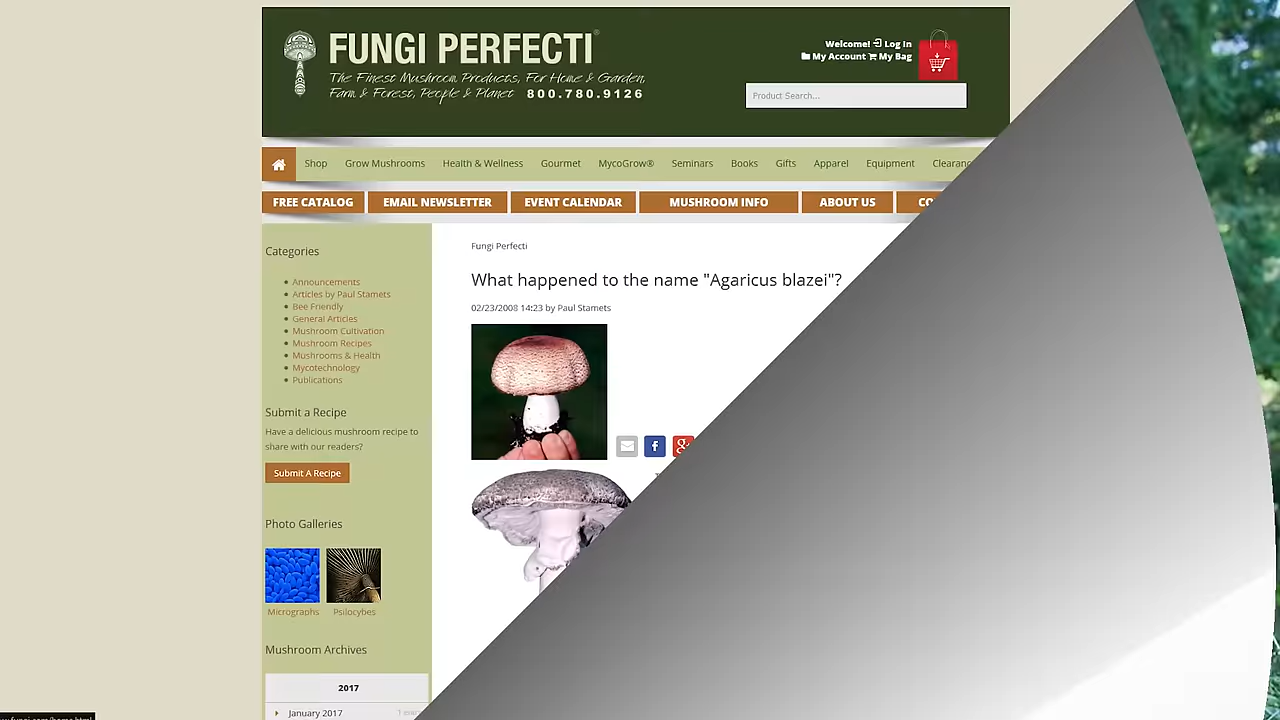 FUNGI PERFECTI®
The Finest Mushroom Products, For Home & Garden,
Farm & Forest, People & Planet 800.780.9126
Welcome! Log In
My Account My Bag
Product Search...
Shop Grow Mushrooms Health & Wellness Gourmet MycoGrow® Seminars Books Gifts Apparel Equipment
FREE CATALOG EMAIL NEWSLETTER EVENT CALENDAR MUSHROOM INFO ABOUT US
Categories
Announcements
Articles by Paul Stamets
Bee Friendly
General Articles
Mushroom Cultivation
Mushroom Recipes
Mushrooms & Health
Mycotechnology
Publications
Submit a Recipe
Have a delicious mushroom recipe to
share with our readers?
Submit A Recipe
Photo Galleries
Micrographs Psilocybes
Mushroom Archives
2017
January 2017
Fungi Perfecti
What happened to the name "Agaricus blazei"?
02/23/2008 14:23 by Paul Stamets